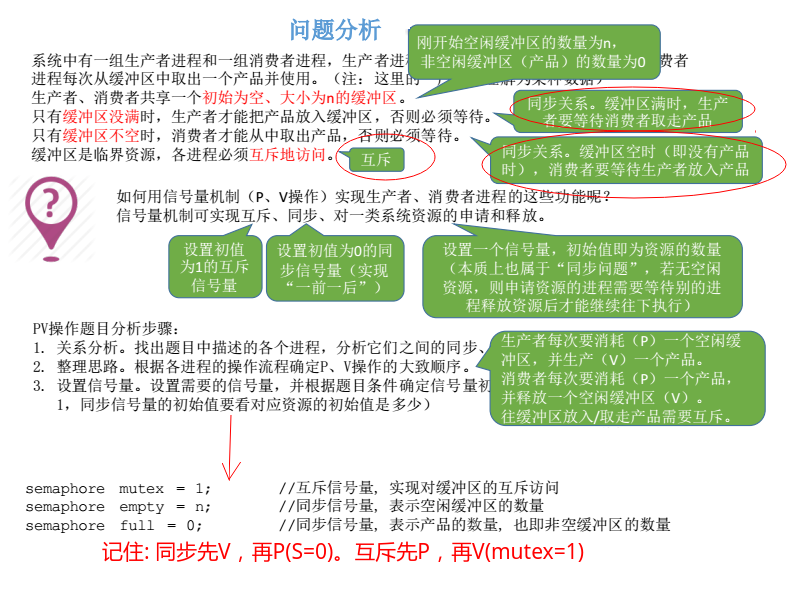 问题分析
刚开始空闲缓冲区的数量为n，
非空闲缓冲区（产品）的数量为0
系统中有一组生产者进程和一组消费者进程，生产者进
费者
进程每次从缓冲区中取出一个产品并使用。（注：这里的
生产者、消费者共享一个初始为空、大小为n的缓冲区。
只有缓冲区没满时，生产者才能把产品放入缓冲区，否则必须等待。
同步关系。缓冲区满时，生产
者要等待消费者取走产品
只有缓冲区不空时，消费者才能从中取出产品，否则必须等待。
缓冲区是临界资源，各进程必须互斥地访问。
互斥
同步关系。缓冲区空时（即没有产品
时），消费者要等待生产者放入产品
如何用信号量机制（P、V操作）实现生产者、消费者进程的这些功能呢？
信号量机制可实现互斥、同步、对一类系统资源的申请和释放。
设置初值
为1的互斥
信号量
设置初值为0的同
步信号量（实现
“一前一后”）
设置一个信号量，初始值即为资源的数量
（本质上也属于“同步问题”，若无空闲
资源，则申请资源的进程需要等待别的进
程释放资源后才能继续往下执行）
PV操作题目分析步骤：
1. 关系分析。找出题目中描述的各个进程，分析它们之间的同步、
2. 整理思路。根据各进程的操作流程确定P、V操作的大致顺序。
3. 设置信号量。设置需要的信号量，并根据题目条件确定信号量初
1，同步信号量的初始值要看对应资源的初始值是多少）
生产者每次要消耗（P）一个空闲缓
冲区，并生产（V）一个产品。
消费者每次要消耗（P）一个产品，
并释放一个空闲缓冲区（V）。
往缓冲区放入/取走产品需要互斥。
semaphore mutex = 1; //互斥信号量，实现对缓冲区的互斥访问
semaphore empty = n; //同步信号量，表示空闲缓冲区的数量
semaphore full = 0; //同步信号量，表示产品的数量，也即非空缓冲区的数量
记住: 同步先V，再P(S=0)。互斥先P，再V(mutex=1)